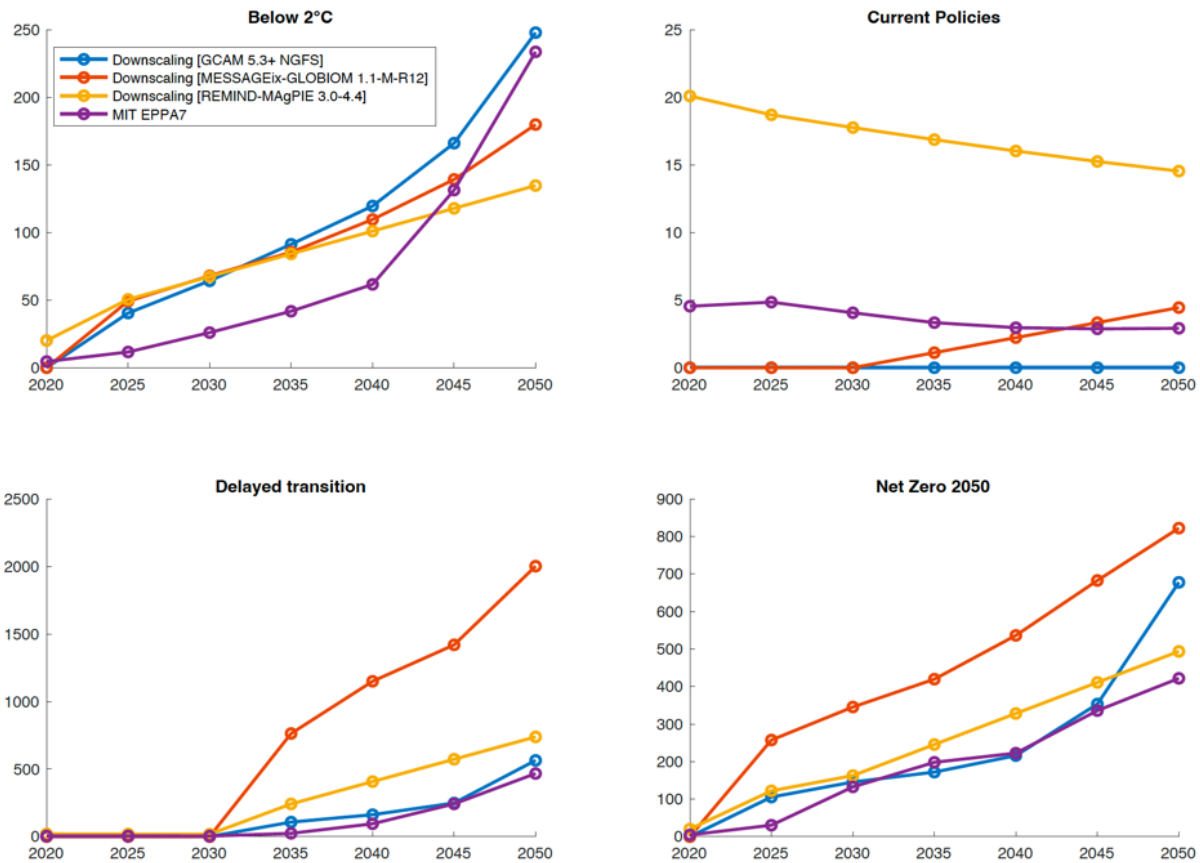 Below 2°C
250
200
150
100
50
0
2020 2025 2030 2035 2040 2045 2050
Downscaling [GCAM 5.3+ NGFS]
Downscaling [MESSAGEix-GLOBIOM 1.1-M-R12]
Downscaling [REMIND-MAgPIE 3.0-4.4]
MIT EPPA7
Current Policies
25
20
15
10
5
0
2020 2025 2030 2035 2040 2045 2050
Delayed transition
2500
2000
1500
1000
500
0
2020 2025 2030 2035 2040 2045 2050
Net Zero 2050
900
800
700
600
500
400
300
200
100
0
2020 2025 2030 2035 2040 2045 2050